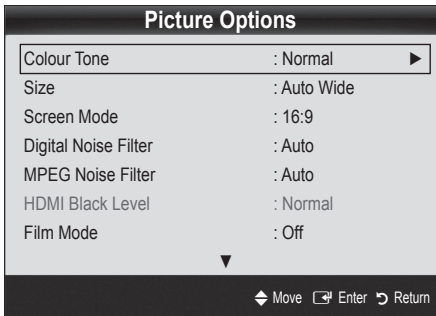 Picture Options
Colour Tone : Normal ▶
Size : Auto Wide
Screen Mode : 16:9
Digital Noise Filter : Auto
MPEG Noise Filter : Auto
HDMI Black Level : Normal
Film Mode : Off
▼
Move Enter Return